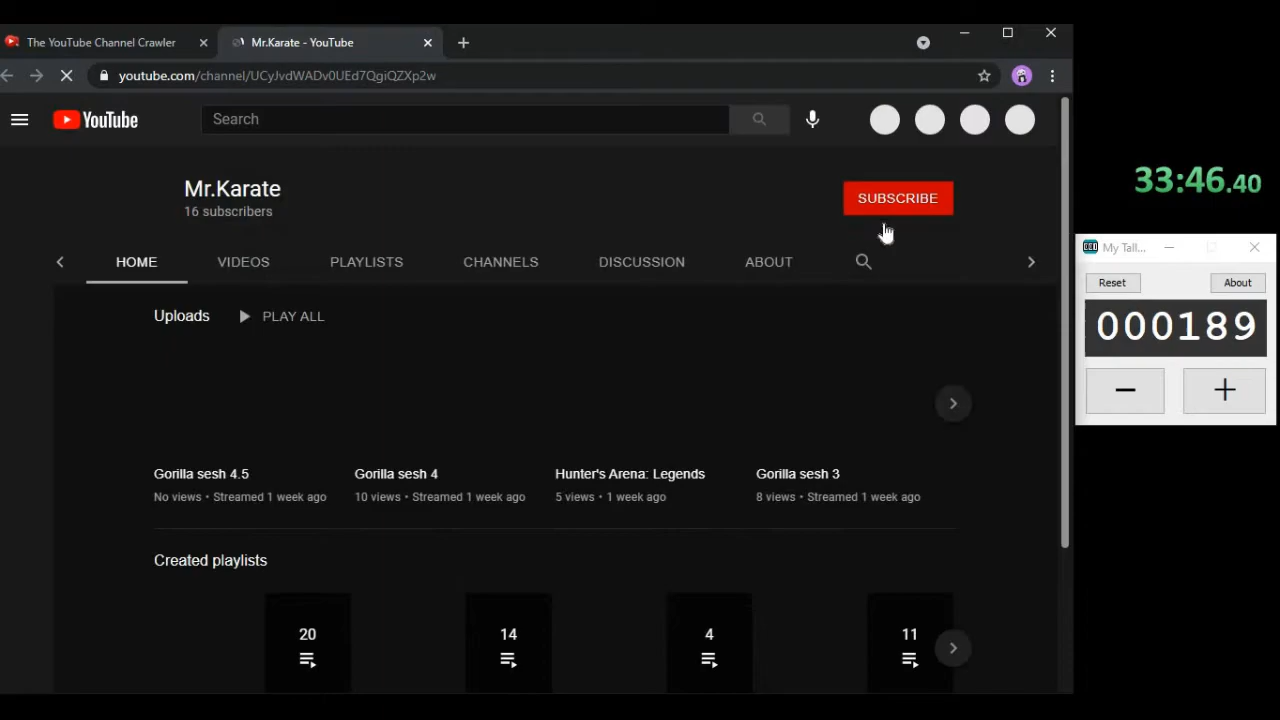 The YouTube Channel Crawler
Mr.Karate - YouTube
youtube.com/channel/UCyJvdWADv0UEd7QgiQZXp2w
YouTube
Search
Mr.Karate
16 subscribers
SUBSCRIBE
HOME VIDEOS PLAYLISTS CHANNELS DISCUSSION ABOUT
Uploads PLAY ALL
Gorilla sesh 4.5
No views • Streamed 1 week ago
Gorilla sesh 4
10 views • Streamed 1 week ago
Hunter's Arena: Legends
5 views • 1 week ago
Gorilla sesh 3
8 views • Streamed 1 week ago
Created playlists
20 14 4 11
33:46.40
My Tall...
Reset About
000189
− +